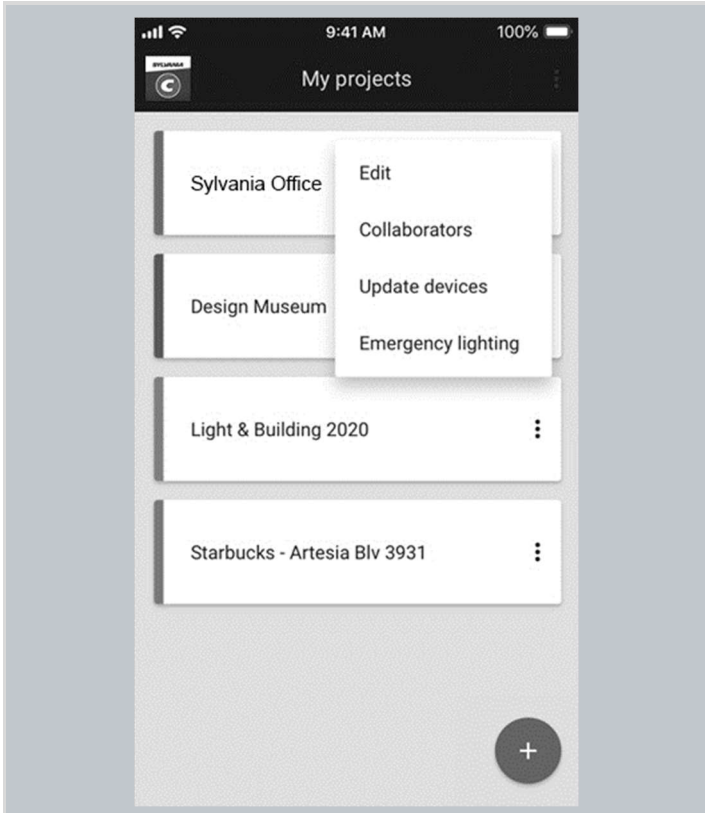 9:41 AM
100%
SYLVANIA
C
My projects
Sylvania Office
Edit
Collaborators
Update devices
Design Museum
Emergency lighting
Light & Building 2020
Starbucks - Artesia Blv 3931
+